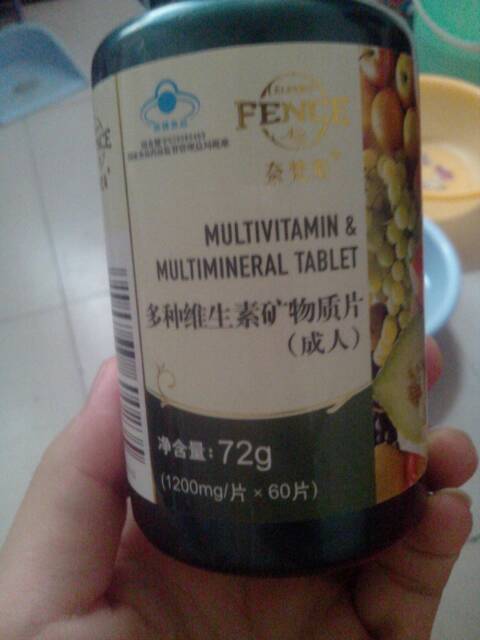 FENCE
MULTIVITAMIN &
MULTIMINERAL TABLET
多种维生素矿物质片
（成人）
净含量：72g
（1200mg/片 × 60片）